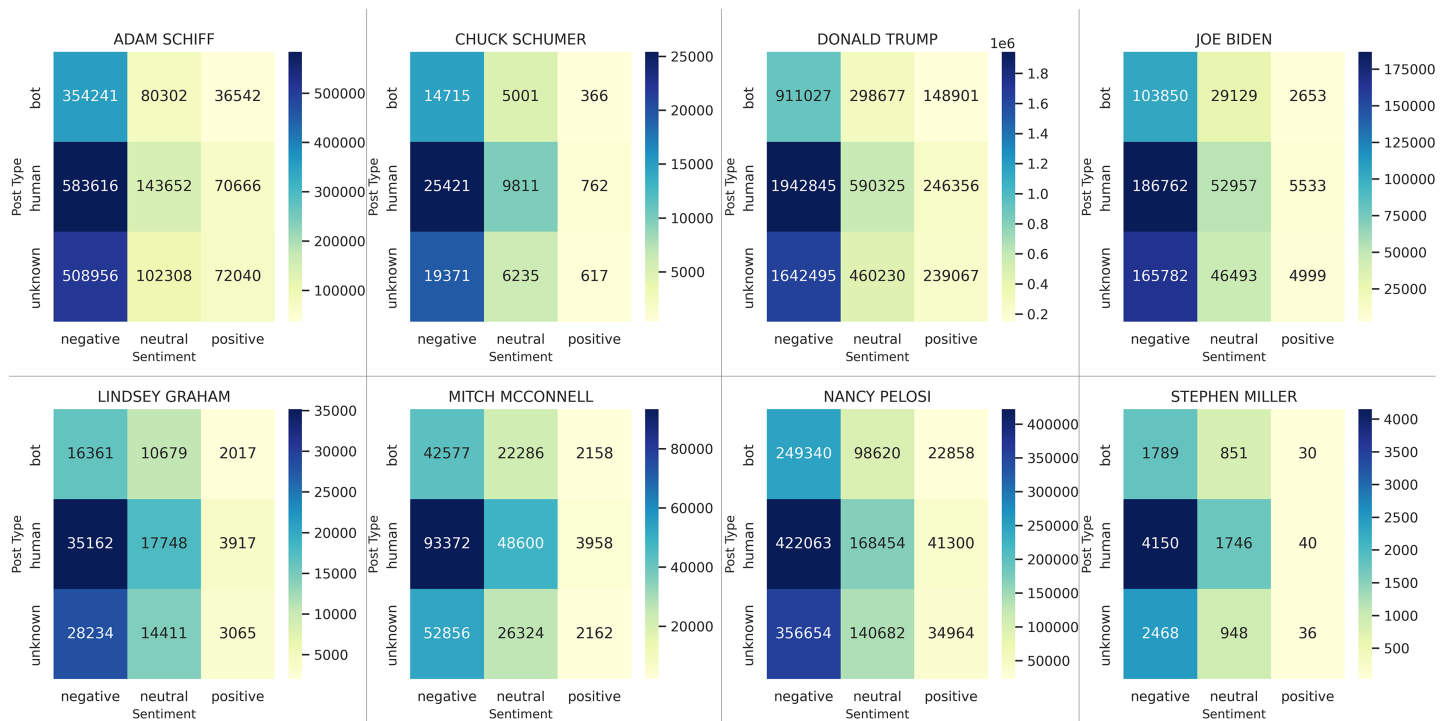 ADAM SCHIFF
bot 354241 80302 36542
human 583616 143652 70666
unknown 508956 102308 72040
Post Type
negative neutral positive
Sentiment
500000
400000
300000
200000
100000
CHUCK SCHUMER
bot 14715 5001 366
human 25421 9811 762
unknown 19371 6235 617
Post Type
negative neutral positive
Sentiment
25000
20000
15000
10000
5000
DONALD TRUMP
1e6
bot 911027 298677 148901
human 1942845 590325 246356
unknown 1642495 460230 239067
Post Type
negative neutral positive
Sentiment
1.8
1.6
1.4
1.2
1.0
0.8
0.6
0.4
0.2
JOE BIDEN
bot 103850 29129 2653
human 186762 52957 5533
unknown 165782 46493 4999
Post Type
negative neutral positive
Sentiment
175000
150000
125000
100000
75000
50000
25000
LINDSEY GRAHAM
bot 16361 10679 2017
human 35162 17748 3917
unknown 28234 14411 3065
Post Type
negative neutral positive
Sentiment
35000
30000
25000
20000
15000
10000
5000
MITCH MCCONNELL
bot 42577 22286 2158
human 93372 48600 3958
unknown 52856 26324 2162
Post Type
negative neutral positive
Sentiment
80000
60000
40000
20000
NANCY PELOSI
bot 249340 98620 22858
human 422063 168454 41300
unknown 356654 140682 34964
Post Type
negative neutral positive
Sentiment
400000
350000
300000
250000
200000
150000
100000
50000
STEPHEN MILLER
bot 1789 851 30
human 4150 1746 40
unknown 2468 948 36
Post Type
negative neutral positive
Sentiment
4000
3500
3000
2500
2000
1500
1000
500